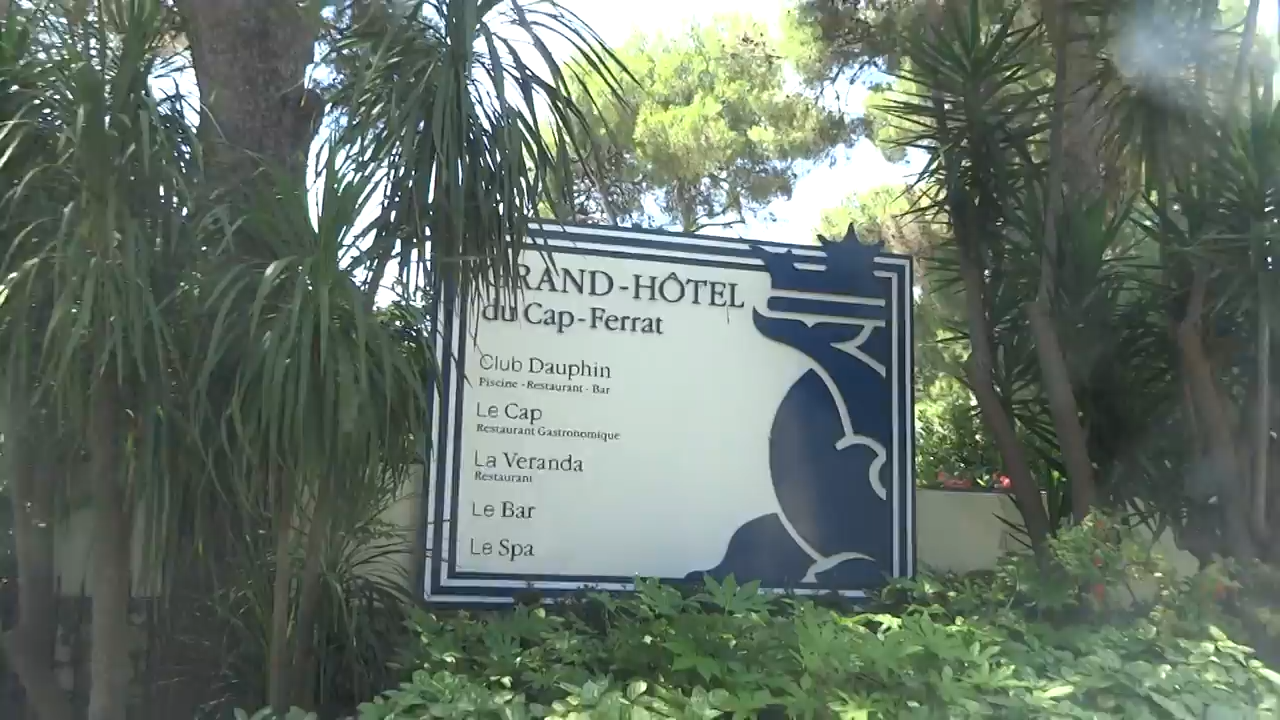 GRAND-HÔTEL
du Cap-Ferrat
Club Dauphin
Piscine - Restaurant - Bar
Le Cap
Restaurant Gastronomique
La Veranda
Restaurant
Le Bar
Le Spa